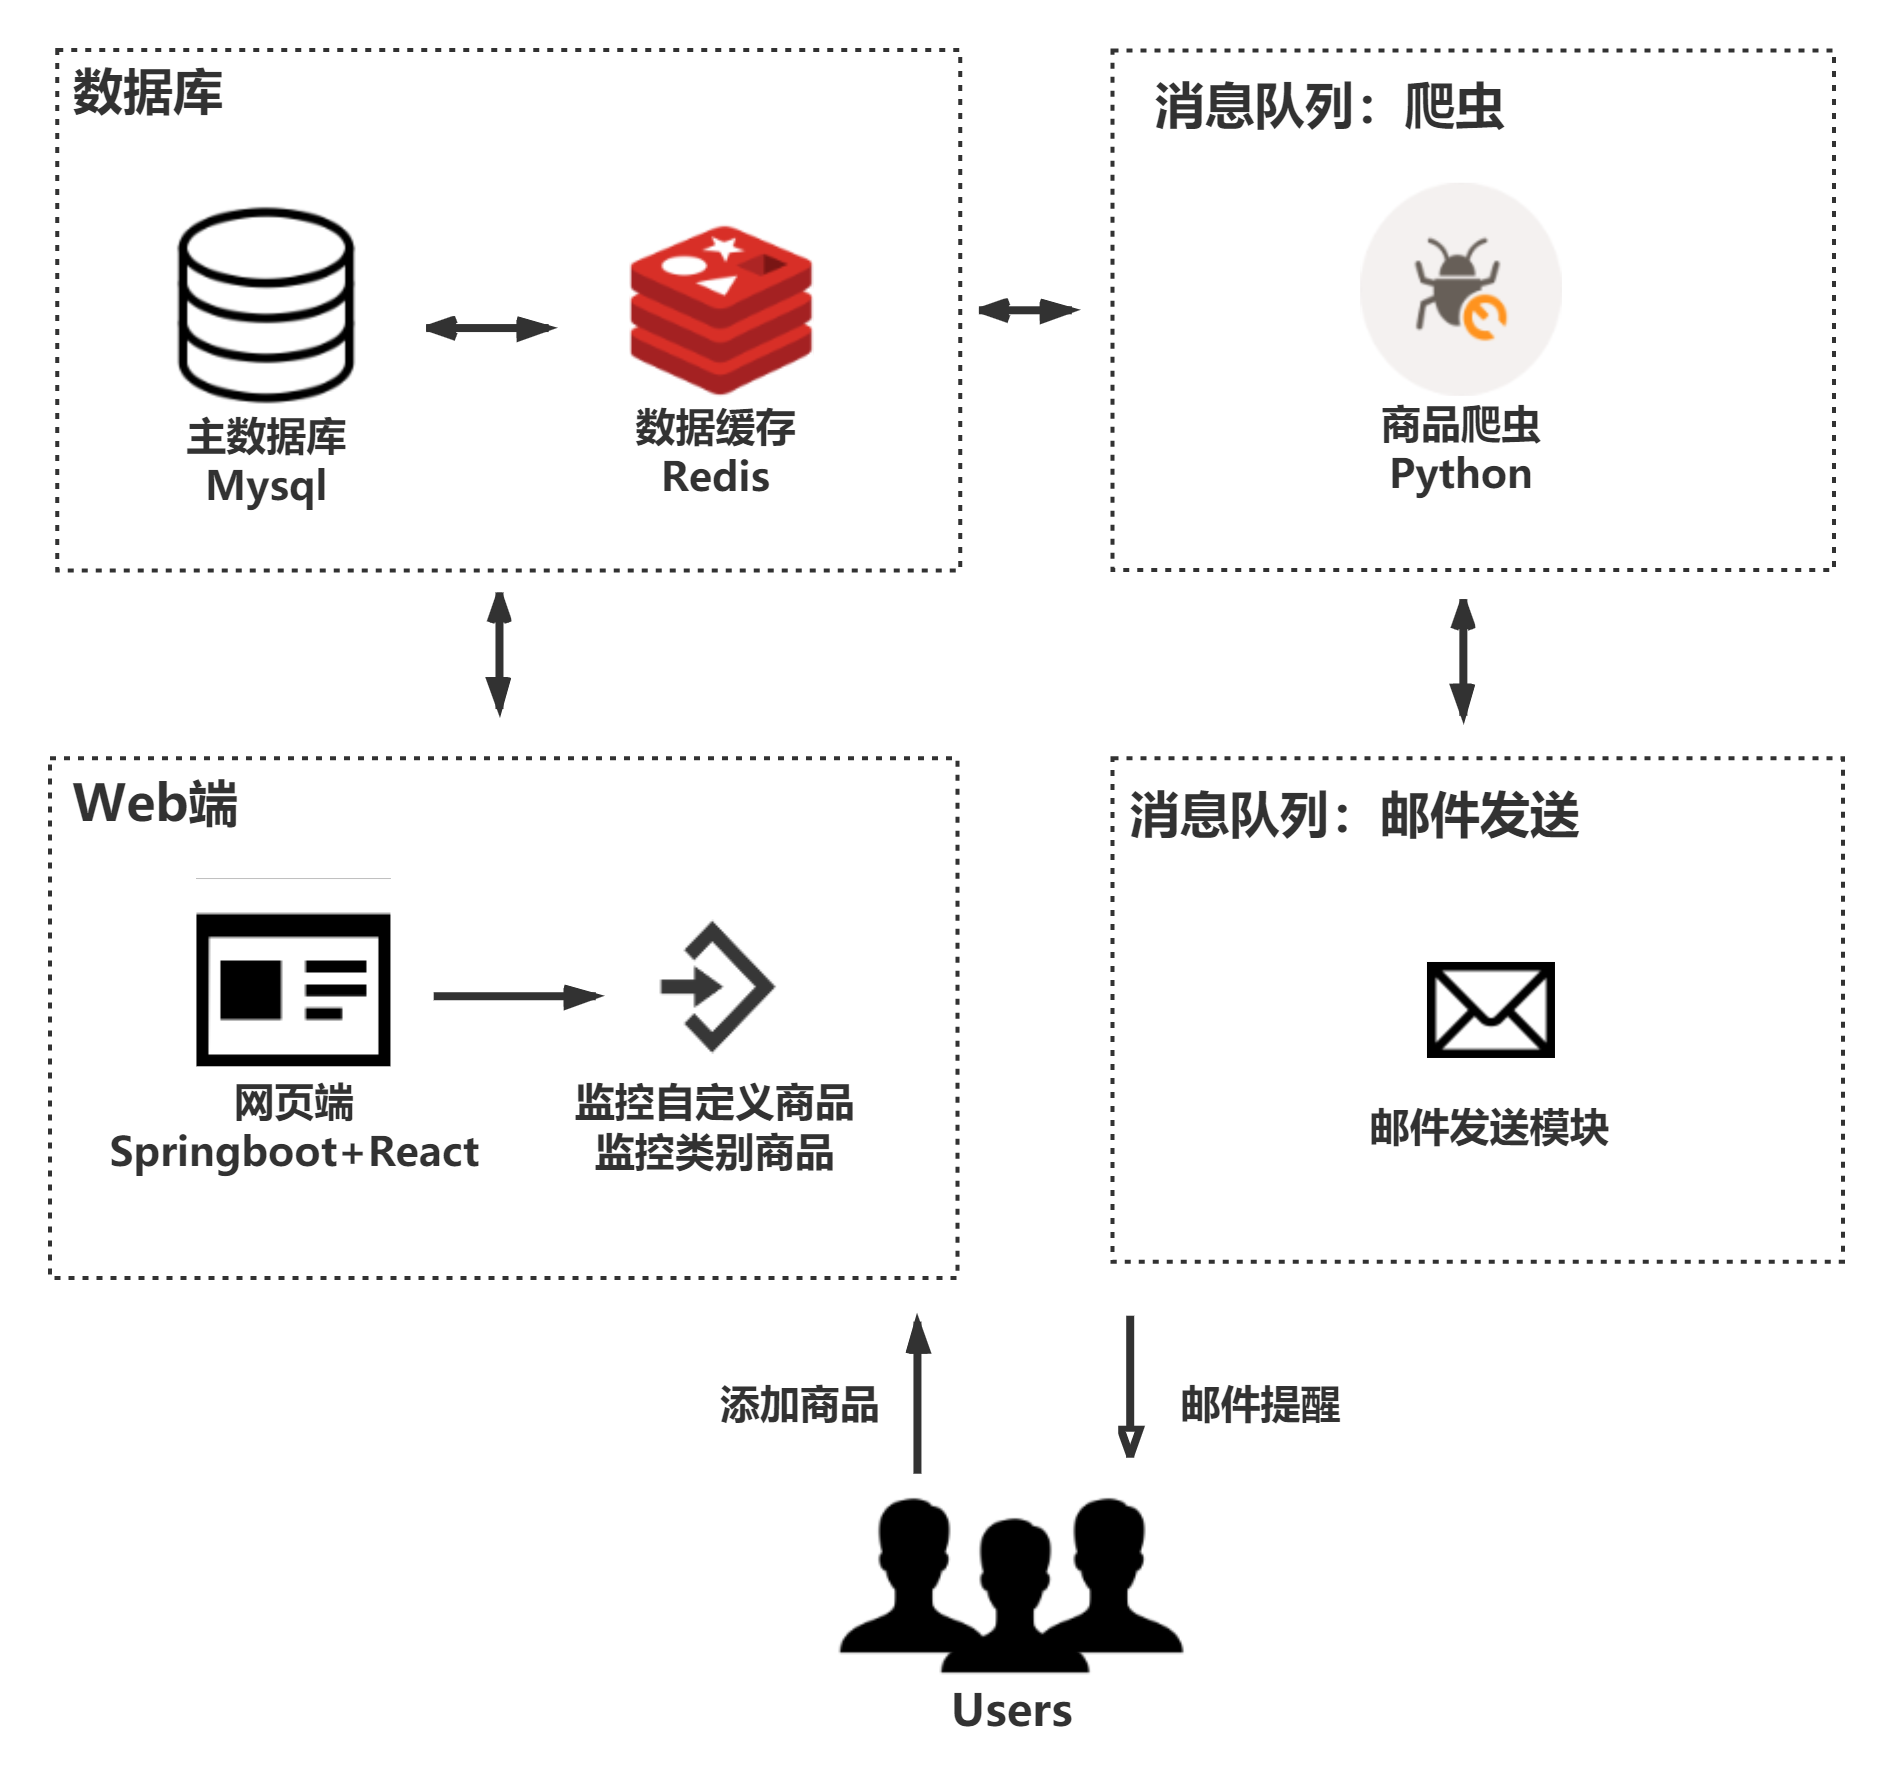 数据库
主数据库
Mysql
数据缓存
Redis
消息队列：爬虫
商品爬虫
Python
Web端
网页端
Springboot+React
监控自定义商品
监控类别商品
消息队列：邮件发送
邮件发送模块
添加商品
邮件提醒
Users